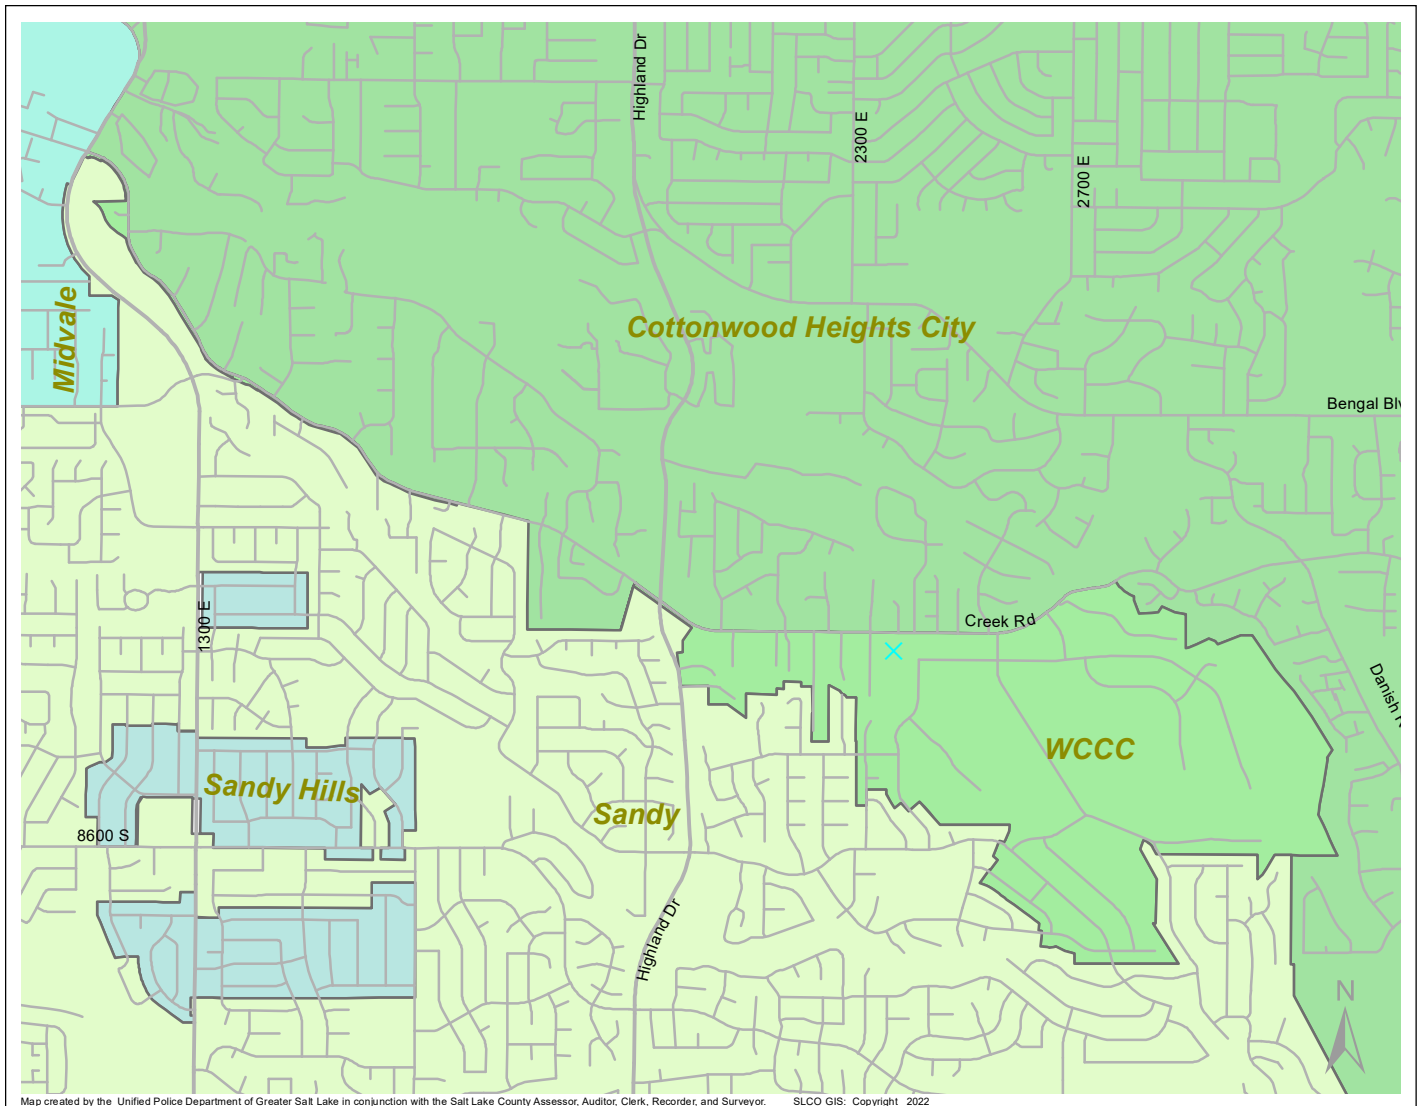 Highland Dr
2300 E
2700 E
Midvale
Cottonwood Heights City
Bengal Blv
1300 E
Creek Rd
Danish R
WCCC
Sandy Hills
Sandy
8600 S
Highland Dr
N
Map created by the Unified Police Department of Greater Salt Lake in conjunction with the Salt Lake County Assessor, Auditor, Clerk, Recorder, and Surveyor. SLCO GIS: Copyright 2022